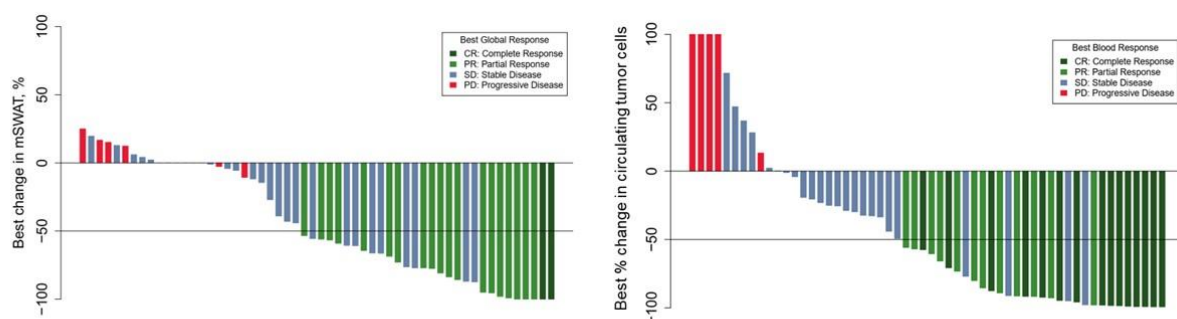 Best change in mSWAT, %
100
50
0
−50
−100
Best Global Response
CR: Complete Response
PR: Partial Response
SD: Stable Disease
PD: Progressive Disease
Best % change in circulating tumor cells
100
50
0
−50
−100
Best Blood Response
CR: Complete Response
PR: Partial Response
SD: Stable Disease
PD: Progressive Disease